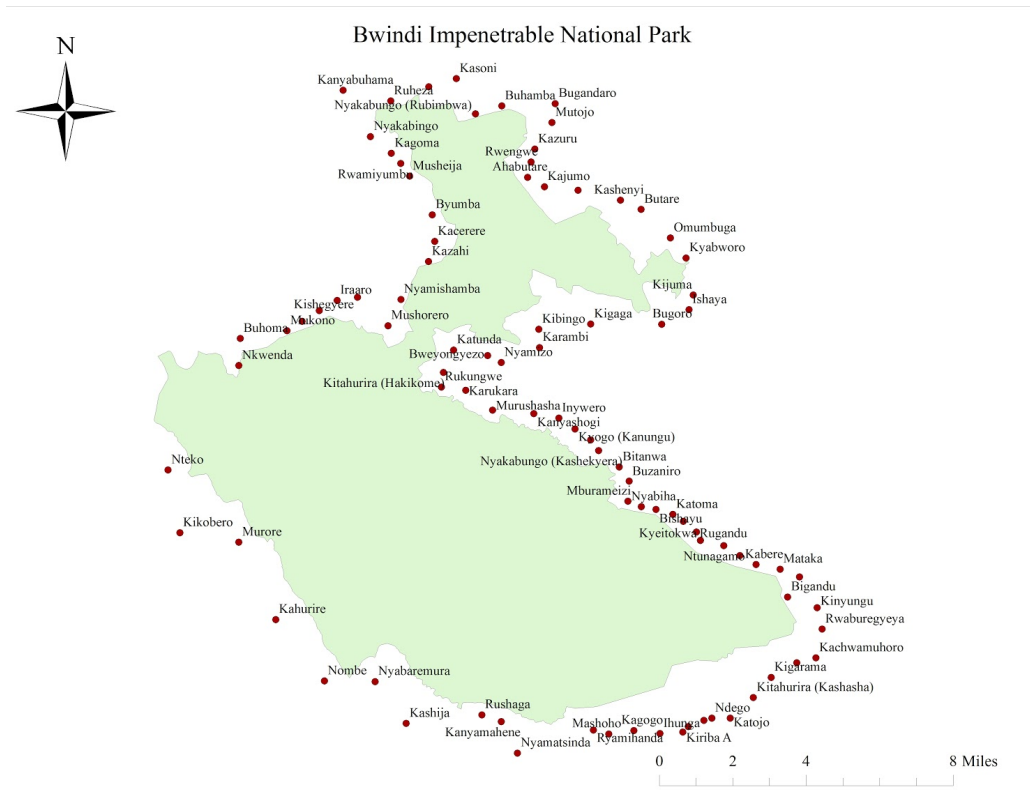 Bwindi Impenetrable National Park
N
Kasoni
Kanyabuhama
Ruheza
Buhamba
Bugandaro
Nyakabungo (Rubimbwa)
Mutojo
Nyakabingo
Kagoma
Kazuru
Rwengwe
Musheija
Ahabutare
Rwamiyumbu
Kajumo
Kashenyi
Butare
Byumba
Omumbuga
Kacerere
Kyabworo
Kazahi
Kijuma
Nyamishamba
Iraaro
Ishaya
Kishegyere
Mushorero
Kibingo
Kigaga
Bugoro
Mukono
Buhoma
Katunda
Karambi
Nkwenda
Bweyongyezo
Nyamizo
Rukungwe
Kitahurira (Hakikome)
Karukara
Murushasha
Inywero
Kanyashogi
Kyogo (Kanungu)
Nteko
Nyakabungo (Kashekyera)
Bitanwa
Buzaniro
Mburameizi
Nyabiha
Katoma
Kikobero
Bishayu
Murore
Kyeitokwa
Rugandu
Ntunagamo
Kabere
Mataka
Bigandu
Kahurire
Kinyungu
Rwaburegyeya
Kachwamuhoro
Nombe
Nyabaremura
Kigarama
Kitahurira (Kashasha)
Rushaga
Kashija
Ndego
Kanyamahene
Mashoho
Kagogo
Ihunga
Katojo
Nyamatsinda
Ryamihanda
Kiriba A
0 2 4 8 Miles